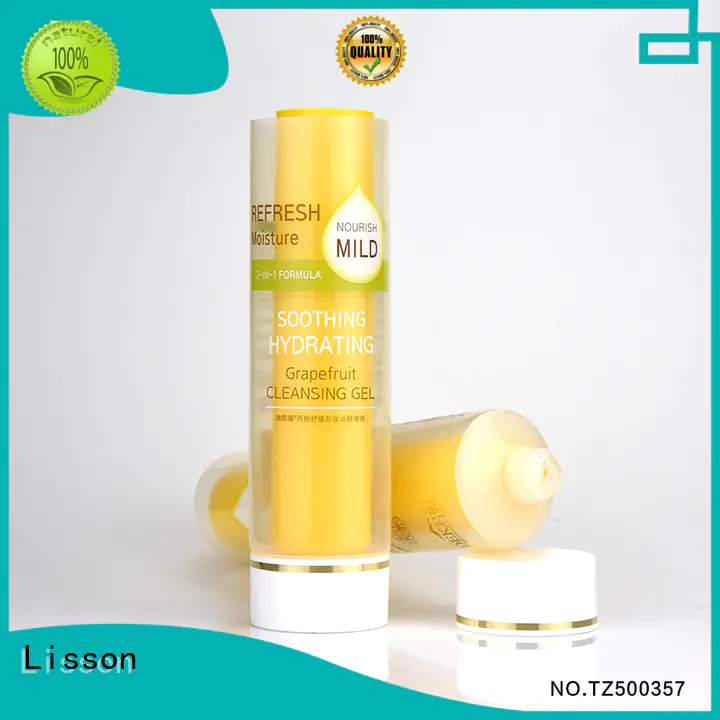 natural
100%
100%
QUALITY
REFRESH
Moisture
NOURISH
MILD
2-IN-1 FORMULA
SOOTHING
HYDRATING
Grapefruit
CLEANSING GEL
Lisson
NO.TZ500357